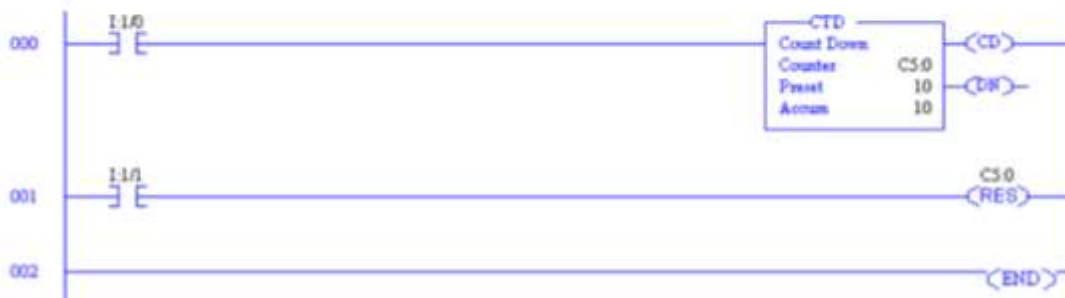 I:1/0
CTD
000
Count Down
(CD)
Counter C5:0
Preset 10
(DN)
Accum 10
I:1/1
C5:0
001
(RES)
002
(END)